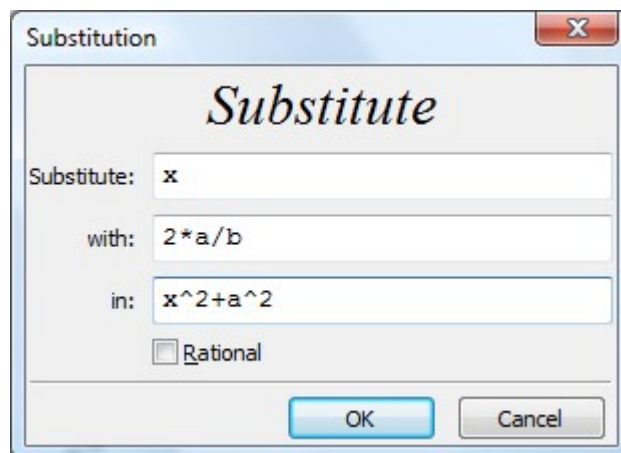 Substitution
Substitute
Substitute: x
with: 2*a/b
in: x^2+a^2
Rational
OK Cancel